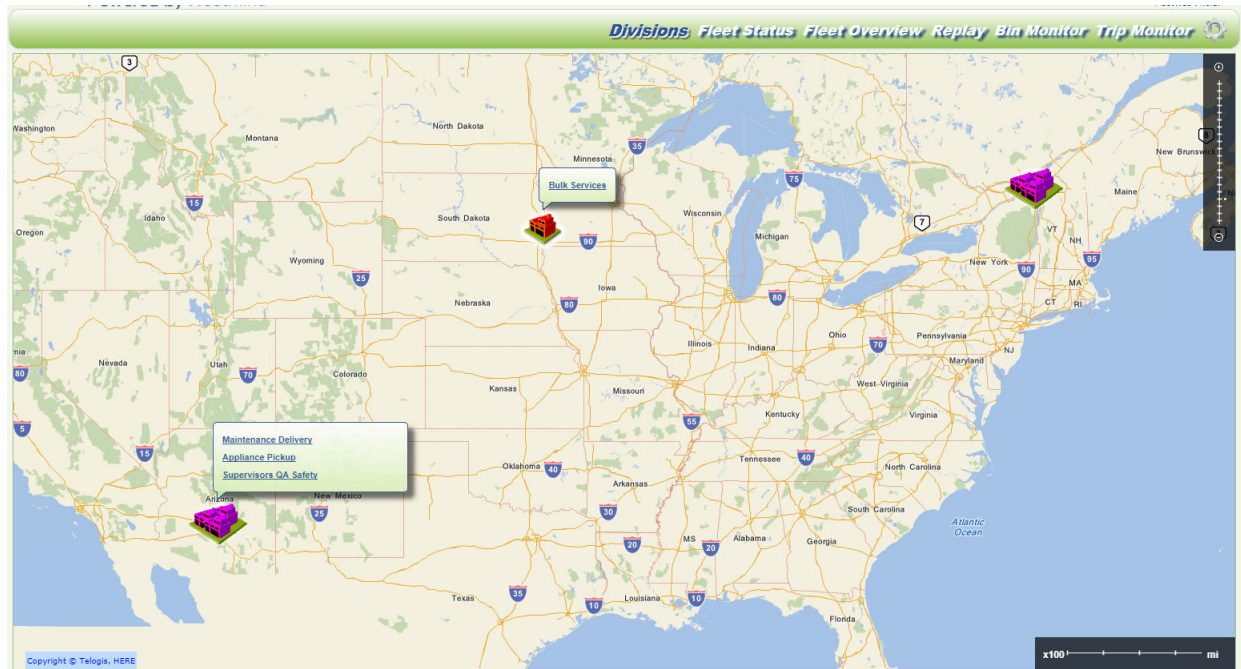 Powered by
Divisions Fleet Status Fleet Overview Replay Bin Monitor Trip Monitor
3
Washington
Montana
North Dakota
Minnesota
35
75
8
New Brunswick
Maine
Bulk Services
15
Idaho
Oregon
South Dakota
90
Wisconsin
Michigan
7
VT
NH
Wyoming
25
New York
90
95
MA
CT
RI
Iowa
Nebraska
80
80
Illinois
Indiana
Ohio
70
Pennsylvania
NJ
Maryland
80
Nevada
Utah
70
Colorado
Kansas
Missouri
West Virginia
Virginia
Kentucky
5
15
55
Maintenance Delivery
Appliance Pickup
Supervisors QA Safety
Oklahoma
40
Tennessee
40
North Carolina
Arkansas
Arizona
New Mexico
25
30
South Carolina
Atlantic
Ocean
20
MS
20
Alabama
Georgia
Texas
35
10
Louisiana
10
Florida
Copyright © Telogis, HERE
x100
mi